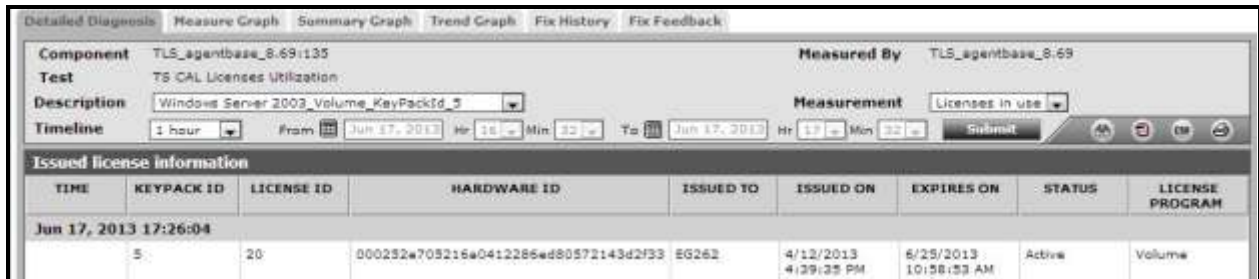 Detailed Diagnosis Measure Graph Summary Graph Trend Graph Fix History Fix Feedback
Component TLS_agentbase_8.69:135 Measured By TLS_agentbase_8.69
Test TS CAL Licenses Utilization
Description Windows Server 2003_Volume_KeyPackId_5 Measurement Licenses in use
Timeline 1 hour From Jun 17, 2013 Hr 16 Min 32 To Jun 17, 2013 Hr 17 Min 32 Submit
Issued license information
TIME KEYPACK ID LICENSE ID HARDWARE ID ISSUED TO ISSUED ON EXPIRES ON STATUS LICENSE PROGRAM
Jun 17, 2013 17:26:04
5 20 000252e705216a0412286ed80572143d2f33 EG262 4/12/2013 4:39:35 PM 6/25/2013 10:58:53 AM Active Volume